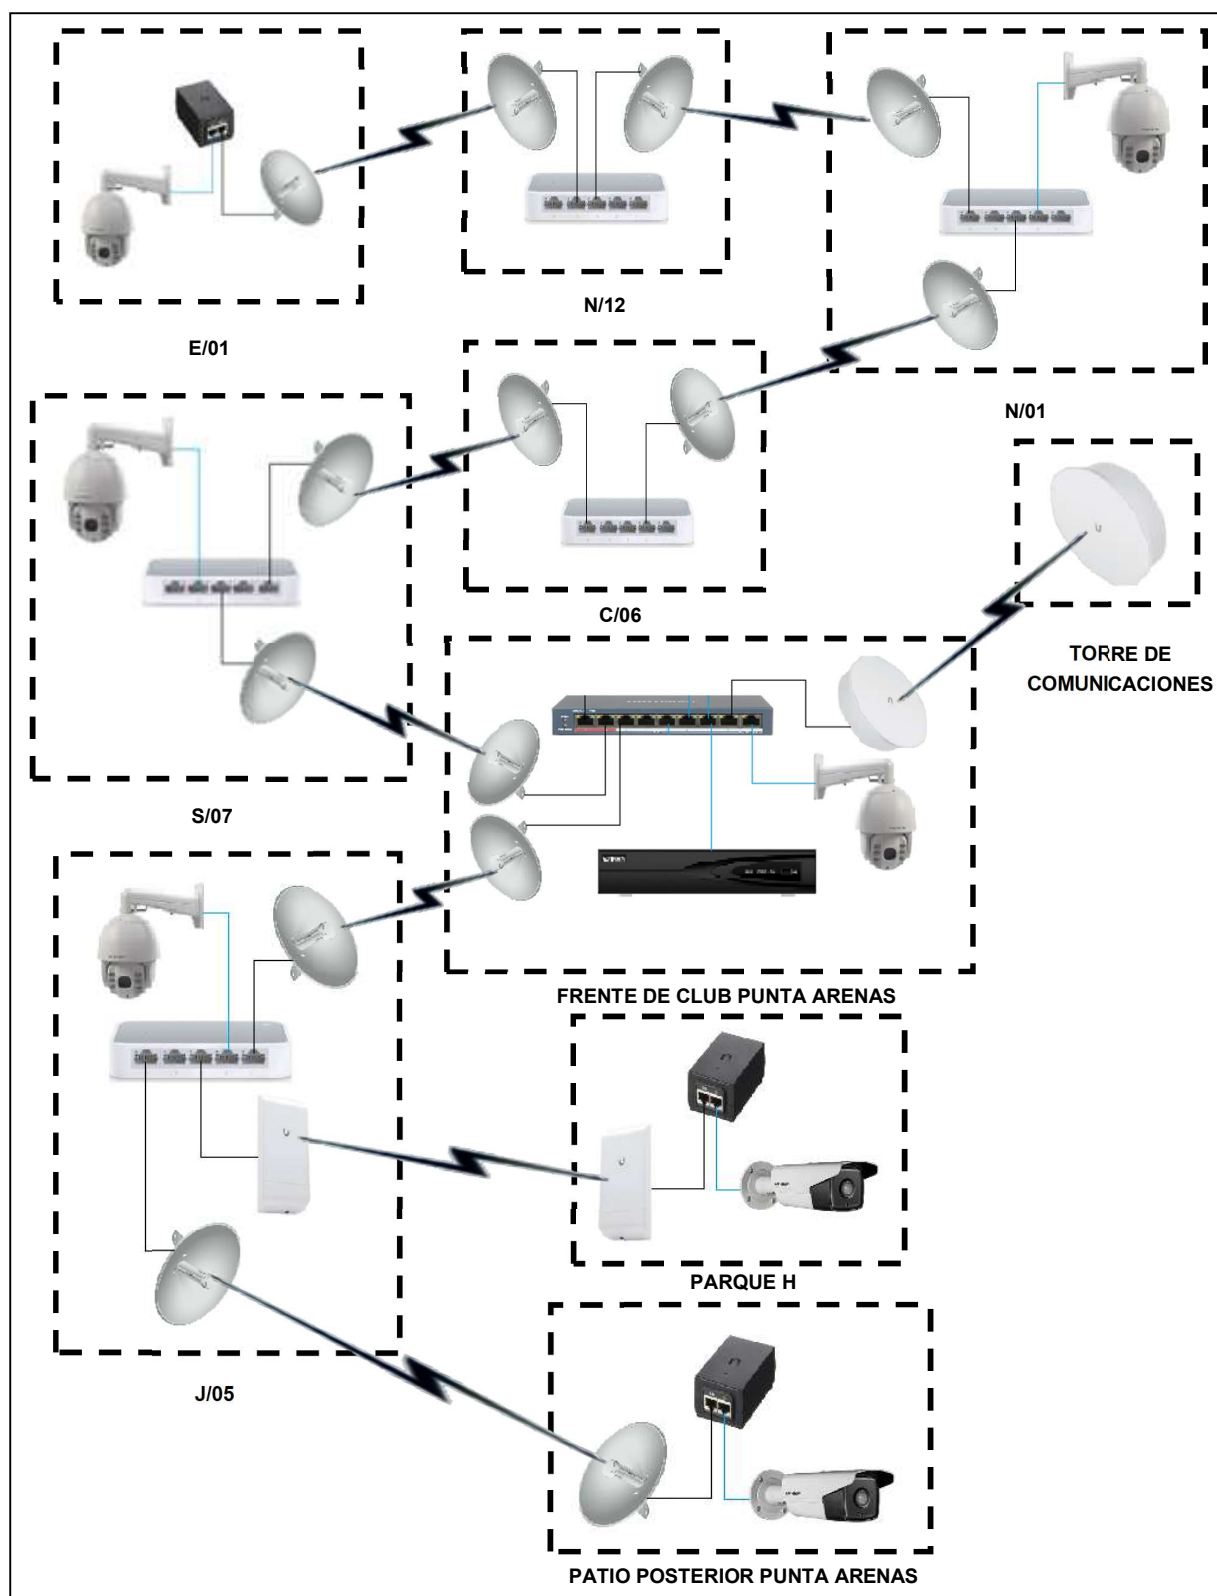 N/12
E/01
N/01
C/06
TORRE DE
COMUNICACIONES
S/07
FRENTE DE CLUB PUNTA ARENAS
PARQUE H
J/05
PATIO POSTERIOR PUNTA ARENAS